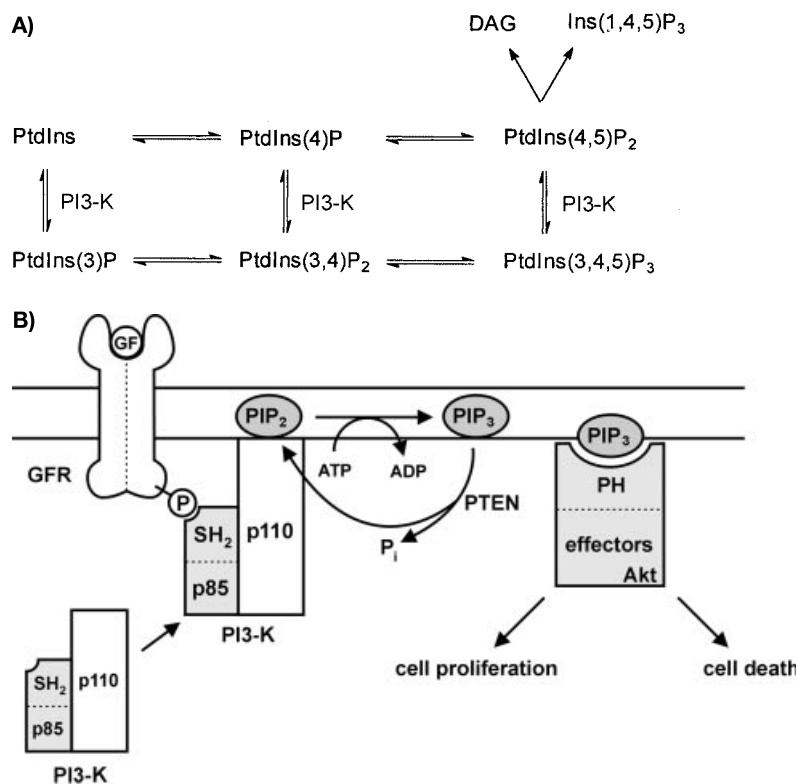 A)
DAG Ins(1,4,5)P₃
PtdIns PtdIns(4)P PtdIns(4,5)P₂
PI3-K PI3-K PI3-K
PtdIns(3)P PtdIns(3,4)P₂ PtdIns(3,4,5)P₃
B)
GF
PIP₂ PIP₃
PIP₃
GFR ATP ADP
P PTEN PH
SH₂ p110
Pᵢ effectors
p85 Akt
PI3-K
cell proliferation cell death
SH₂ p110
p85
PI3-K